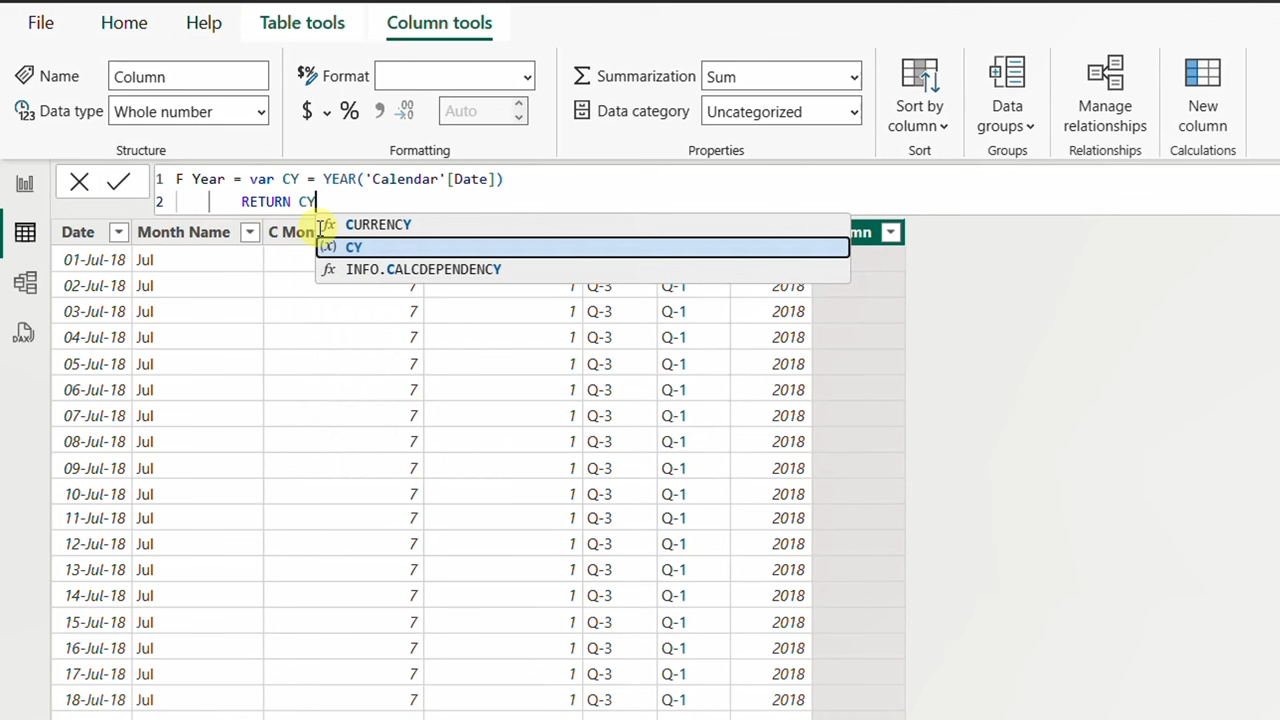 File Home Help Table tools Column tools
Name Column $% Format Summarization Sum Sort by column Data groups Manage relationships New column
Data type Whole number $ % Auto Data category Uncategorized
Structure Formatting Properties Sort Groups Relationships Calculations
1 F Year = var CY = YEAR('Calendar'[Date])
2 RETURN CY
CURRENCY
(x) CY
INFO.CALCDEPENDENCY
Date Month Name C Mon mn
01-Jul-18 Jul
02-Jul-18 Jul 7 1 Q-3 Q-1 2018
03-Jul-18 Jul 7 1 Q-3 Q-1 2018
04-Jul-18 Jul 7 1 Q-3 Q-1 2018
05-Jul-18 Jul 7 1 Q-3 Q-1 2018
06-Jul-18 Jul 7 1 Q-3 Q-1 2018
07-Jul-18 Jul 7 1 Q-3 Q-1 2018
08-Jul-18 Jul 7 1 Q-3 Q-1 2018
09-Jul-18 Jul 7 1 Q-3 Q-1 2018
10-Jul-18 Jul 7 1 Q-3 Q-1 2018
11-Jul-18 Jul 7 1 Q-3 Q-1 2018
12-Jul-18 Jul 7 1 Q-3 Q-1 2018
13-Jul-18 Jul 7 1 Q-3 Q-1 2018
14-Jul-18 Jul 7 1 Q-3 Q-1 2018
15-Jul-18 Jul 7 1 Q-3 Q-1 2018
16-Jul-18 Jul 7 1 Q-3 Q-1 2018
17-Jul-18 Jul 7 1 Q-3 Q-1 2018
18-Jul-18 Jul 7 1 Q-3 Q-1 2018